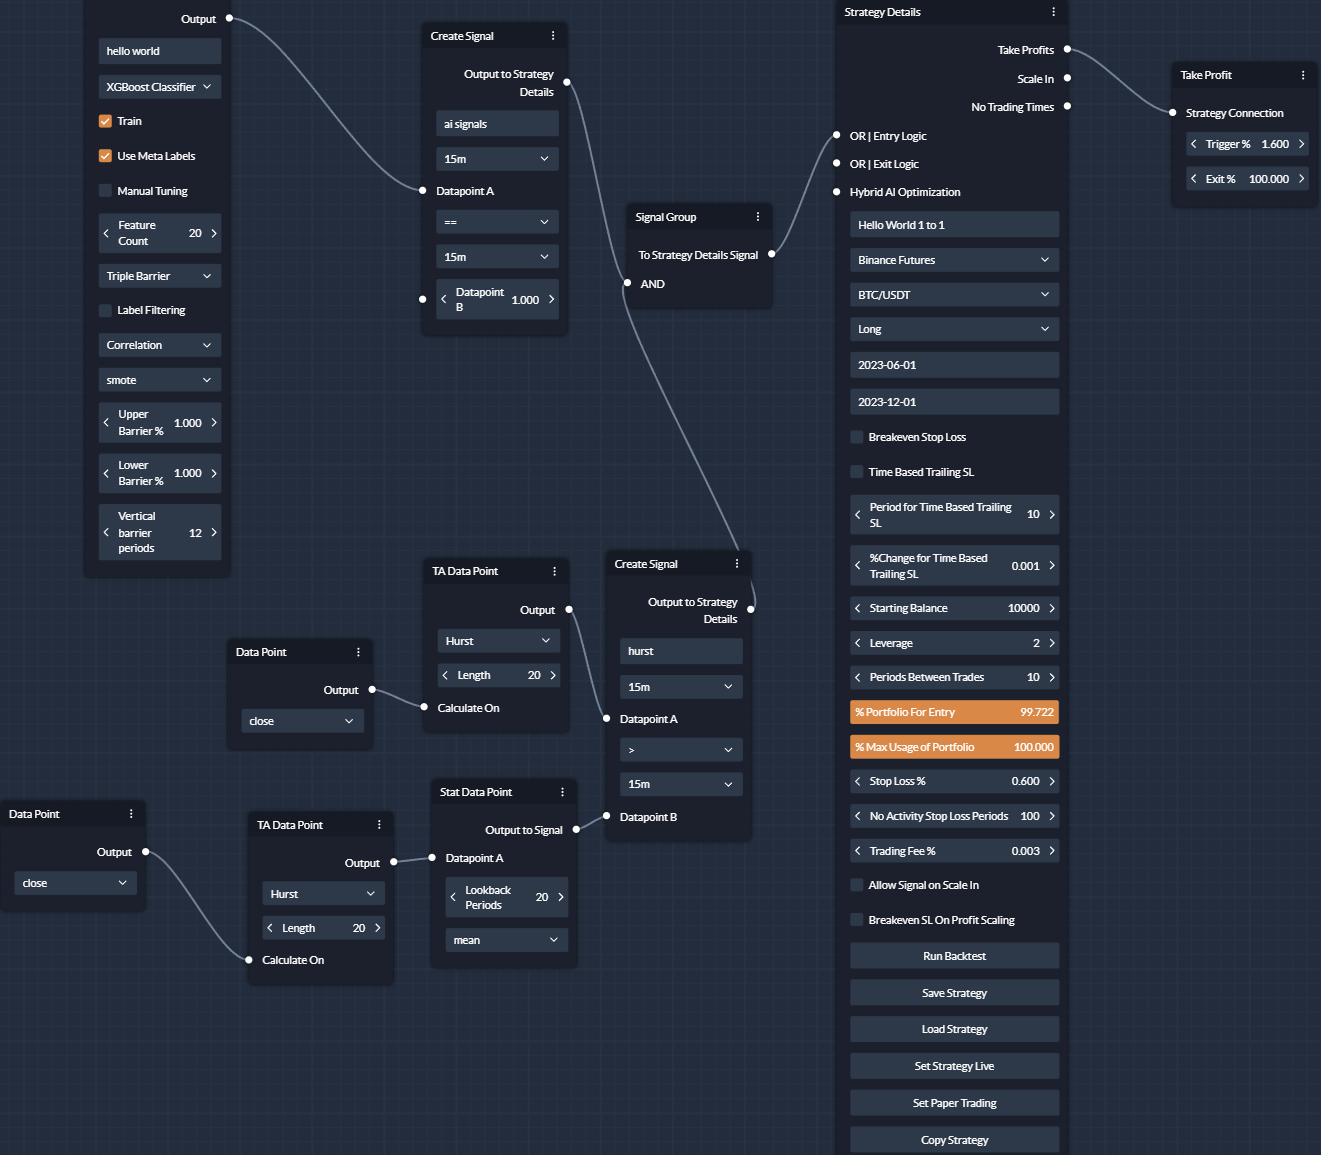 Output
hello world
XGBoost Classifier
Train
Use Meta Labels
Manual Tuning
Feature
Count
20
Triple Barrier
Label Filtering
Correlation
smote
Upper
Barrier %
1.000
Lower
Barrier %
1.000
Vertical
barrier
periods
12
Create Signal
Output to Strategy
Details
ai signals
15m
Datapoint A
==
15m
Datapoint
B
1.000
Signal Group
To Strategy Details Signal
AND
Strategy Details
Take Profits
Scale In
No Trading Times
OR | Entry Logic
OR | Exit Logic
Hybrid AI Optimization
Hello World 1 to 1
Binance Futures
BTC/USDT
Long
2023-06-01
2023-12-01
Breakeven Stop Loss
Time Based Trailing SL
Period for Time Based Trailing
SL
10
%Change for Time Based
Trailing SL
0.001
Starting Balance 10000
Leverage 2
Periods Between Trades 10
% Portfolio For Entry 99.722
% Max Usage of Portfolio 100.000
Stop Loss % 0.600
No Activity Stop Loss Periods 100
Trading Fee % 0.003
Allow Signal on Scale In
Breakeven SL On Profit Scaling
Run Backtest
Save Strategy
Load Strategy
Set Strategy Live
Set Paper Trading
Copy Strategy
Take Profit
Strategy Connection
Trigger % 1.600
Exit % 100.000
TA Data Point
Output
Hurst
Length 20
Calculate On
Create Signal
Output to Strategy
Details
hurst
15m
Datapoint A
>
15m
Datapoint B
Data Point
Output
close
Stat Data Point
Output to Signal
Datapoint A
Lookback
Periods
20
mean
Data Point
Output
close
TA Data Point
Output
Hurst
Length 20
Calculate On